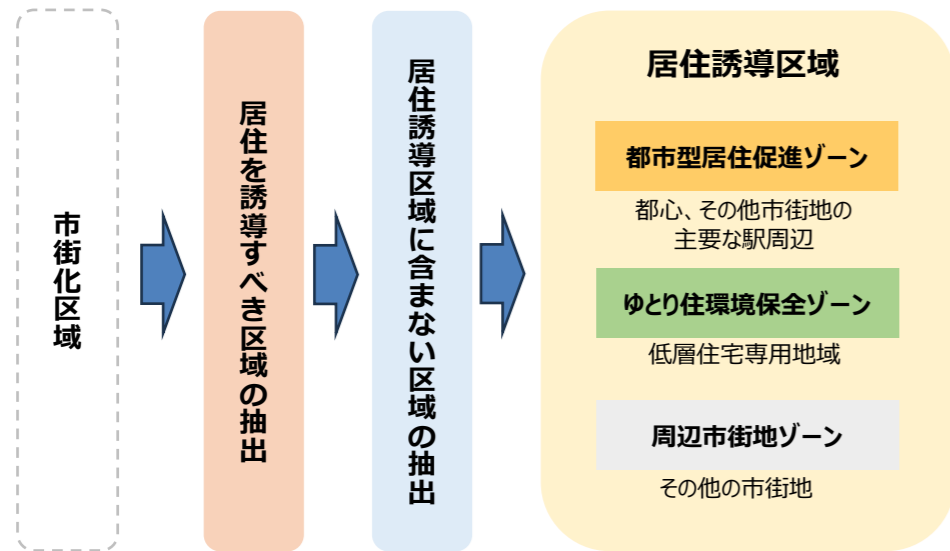 市街化区域
居住を誘導すべき区域の抽出
居住誘導区域に含まない区域の抽出
居住誘導区域
都市型居住促進ゾーン
都心、その他市街地の
主要な駅周辺
ゆとり住環境保全ゾーン
低層住宅専用地域
周辺市街地ゾーン
その他の市街地